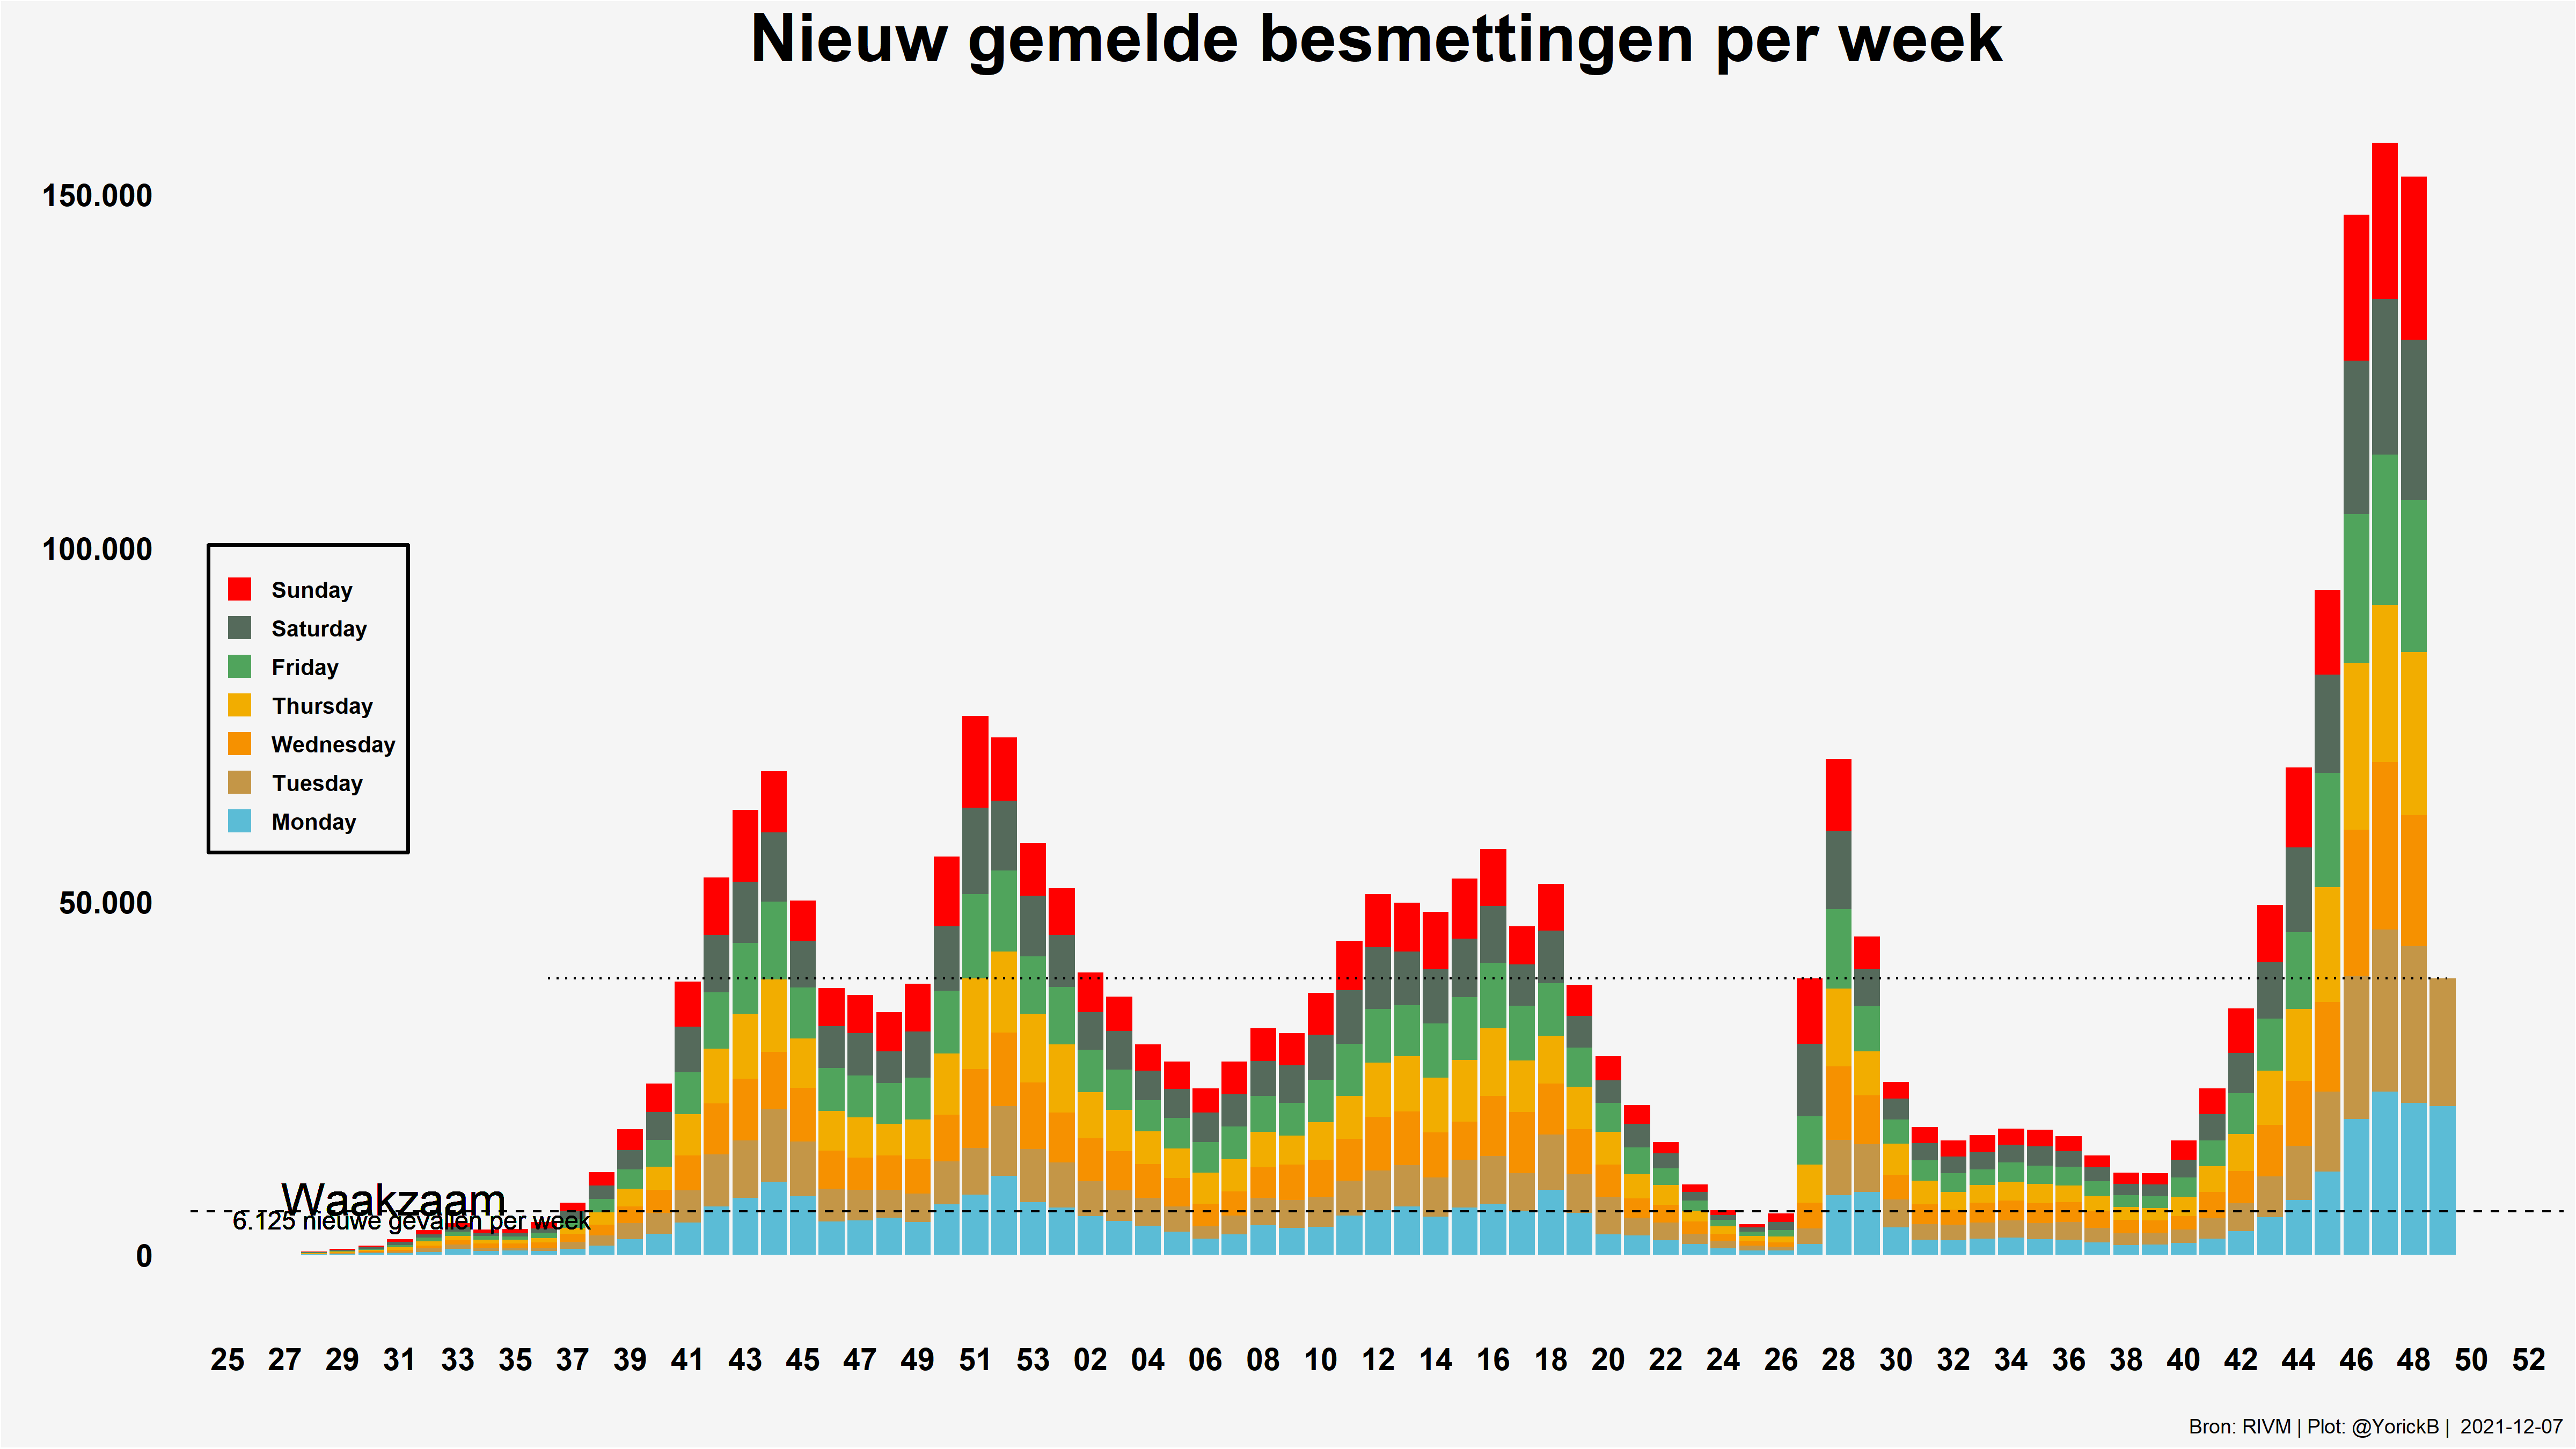 Nieuw gemelde besmettingen per week
150.000
100.000
50.000
0
Sunday
Saturday
Friday
Thursday
Wednesday
Tuesday
Monday
Waakzaam
6.125 nieuwe gevallen per week
25 27 29 31 33 35 37 39 41 43 45 47 49 51 53 02 04 06 08 10 12 14 16 18 20 22 24 26 28 30 32 34 36 38 40 42 44 46 48 50 52
Bron: RIVM | Plot: @YorickB | 2021-12-07